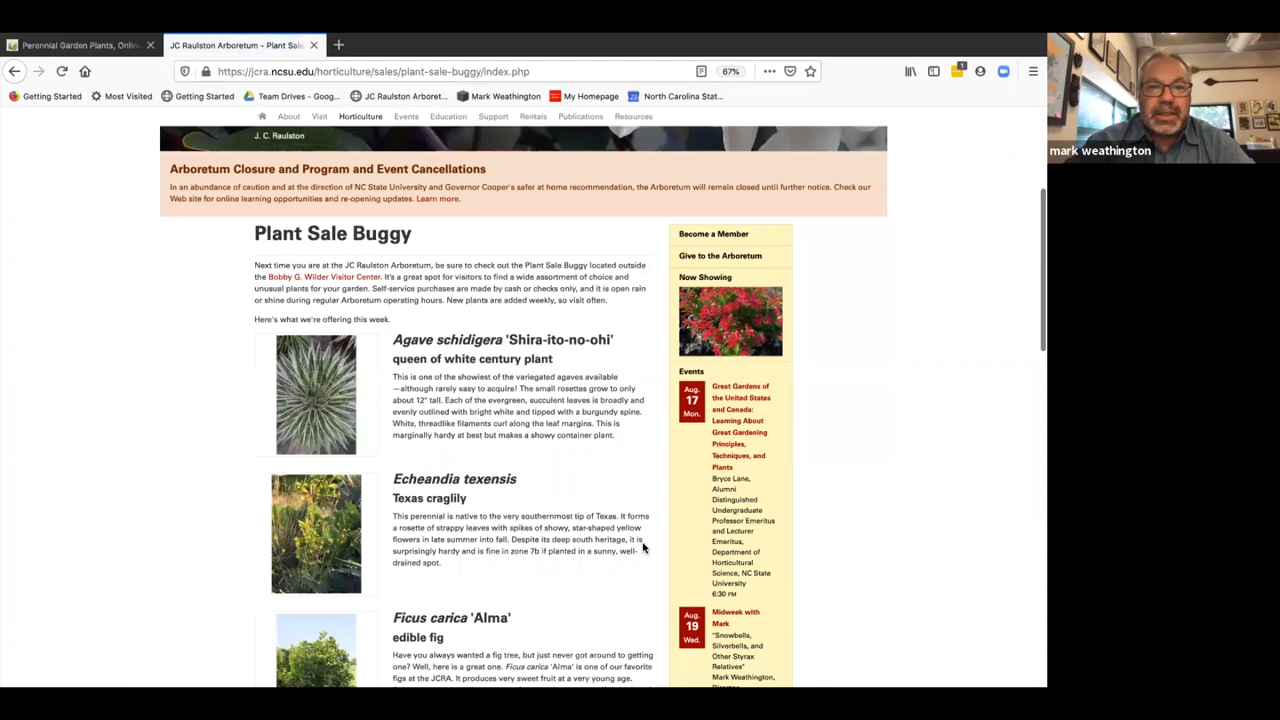 Perennial Garden Plants, Onlin
JC Raulston Arboretum - Plant Sale
https://jcra.ncsu.edu/horticulture/sales/plant-sale-buggy/index.php
67%
1
Getting Started
Most Visited
Getting Started
Team Drives - Goog...
JC Raulston Arboret...
Mark Weathington
My Homepage
23
North Carolina Stat...
mark weathington
About Visit Horticulture Events Education Support Rentals Publications Resources
J. C. Raulston
Arboretum Closure and Program and Event Cancellations
In an abundance of caution and at the direction of NC State University and Governor Cooper's safer at home recommendation, the Arboretum will remain closed until further notice. Check our
Web site for online learning opportunities and re-opening updates. Learn more.
Plant Sale Buggy
Next time you are at the JC Raulston Arboretum, be sure to check out the Plant Sale Buggy located outside
the Bobby G. Wilder Visitor Center. It's a great spot for visitors to find a wide assortment of choice and
unusual plants for your garden. Self-service purchases are made by cash or checks only, and it is open rain
or shine during regular Arboretum operating hours. New plants are added weekly, so visit often.
Here's what we're offering this week.
Agave schidigera 'Shira-ito-no-ohi'
queen of white century plant
This is one of the showiest of the variegated agaves available
—although rarely easy to acquire! The small rosettes grow to only
about 12" tall. Each of the evergreen, succulent leaves is broadly and
evenly outlined with bright white and tipped with a burgundy spine.
White, threadlike filaments curl along the leaf margins. This is
marginally hardy at best but makes a showy container plant.
Echeandia texensis
Texas craglily
This perennial is native to the very southernmost tip of Texas. It forms
a rosette of strappy leaves with spikes of showy, star-shaped yellow
flowers in late summer into fall. Despite its deep south heritage, it is
surprisingly hardy and is fine in zone 7b if planted in a sunny, well-
drained spot.
Ficus carica 'Alma'
edible fig
Have you always wanted a fig tree, but just never got around to getting
one? Well, here is a great one. Ficus carica 'Alma' is one of our favorite
figs at the JCRA. It produces very sweet fruit at a very young age.
Become a Member
Give to the Arboretum
Now Showing
Events
Aug.
17
Mon.
Great Gardens of
the United States
and Canada:
Learning About
Great Gardening
Principles,
Techniques, and
Plants
Bryce Lane,
Alumni
Distinguished
Undergraduate
Professor Emeritus
and Lecturer
Emeritus,
Department of
Horticultural
Science, NC State
University
6:30 PM
Aug.
19
Wed.
Midweek with
Mark
"Snowbells,
Silverbells, and
Other Styrax
Relatives"
Mark Weathington,